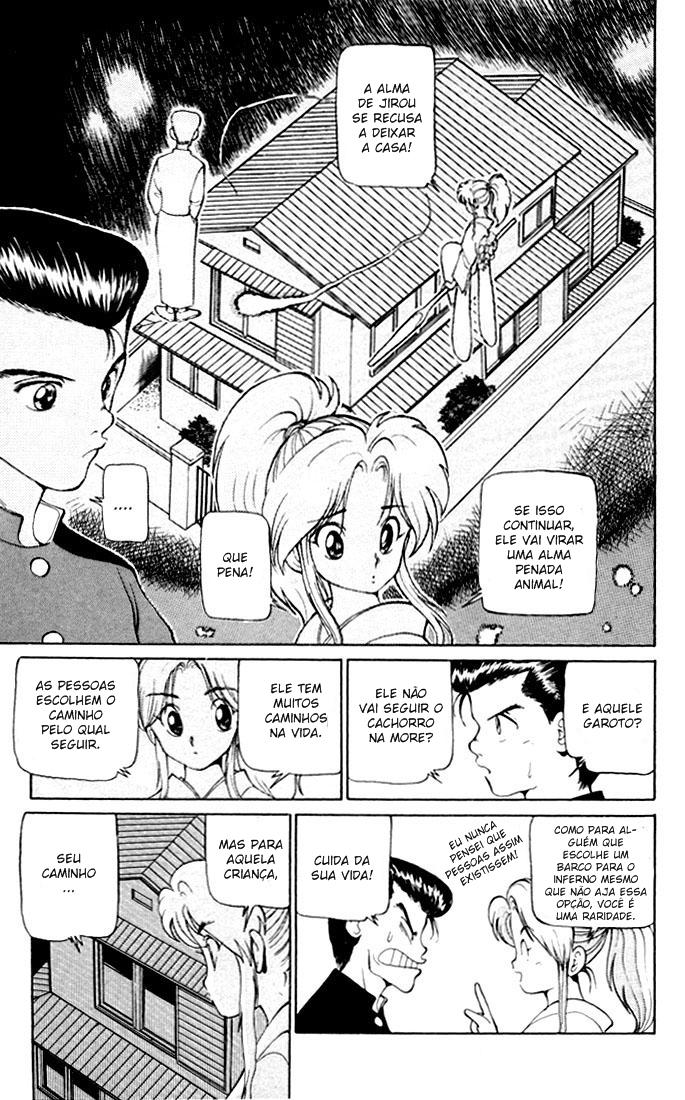 A ALMA
DE JIROU
SE RECUSA
A DEIXAR
A CASA!
SE ISSO
CONTINUAR,
ELE VAI VIRAR
UMA ALMA
PENADA
ANIMAL!
QUE
PENA!
....
E AQUELE
GAROTO?
ELE NÃO
VAI SEGUIR O
CACHORRO
NA MORE?
ELE TEM
MUITOS
CAMINHOS
NA VIDA.
AS PESSOAS
ESCOLHEM O
CAMINHO
PELO QUAL
SEGUIR.
COMO PARA AL-
GUÉM QUE
ESCOLHE UM
BARCO PARA O
INFERNO MESMO
QUE NÃO AJA ESSA
OPÇÃO, VOCÊ É
UMA RARIDADE.
EU NUNCA
PENSEI QUE
PESSOAS ASSIM
EXISTISSEM!
CUIDA DA
SUA VIDA!
MAS PARA
AQUELA
CRIANÇA,
SEU
CAMINHO
...